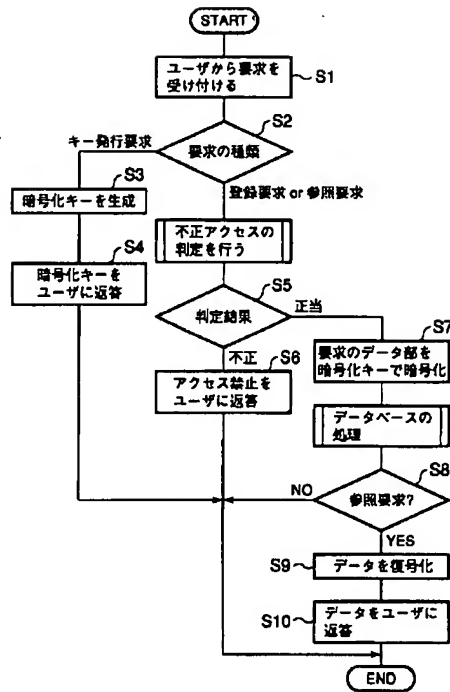 START
ユーザから要求を
受け付ける
S1
S2
キー発行要求
要求の種類
S3
登録要求 or 参照要求
暗号化キーを生成
不正アクセスの
判定を行う
S4
暗号化キーを
ユーザに返答
S5
判定結果
正当
S7
不正
S6
要求のデータ部を
暗号化キーで暗号化
アクセス禁止を
ユーザに返答
データベースの
処理
S8
NO
参照要求?
YES
S9
データを復号化
S10
データをユーザに
返答
END